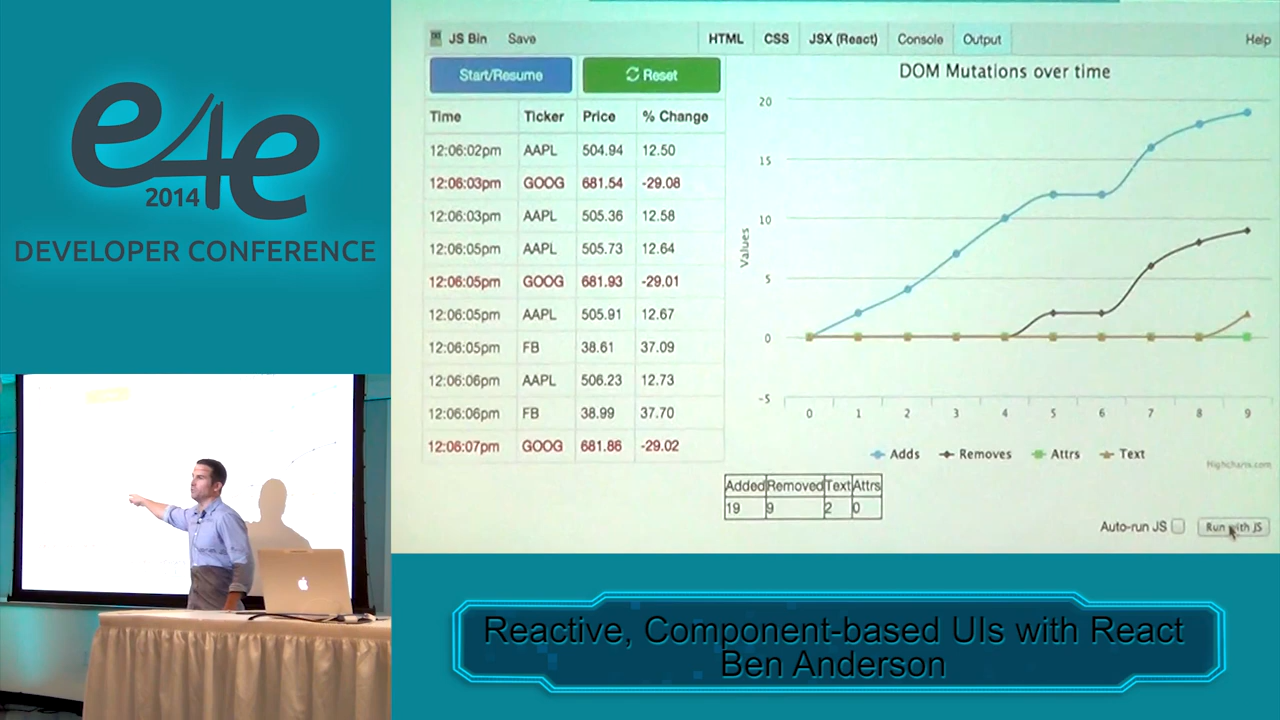 e4e
2014
DEVELOPER CONFERENCE
JS Bin Save HTML CSS JSX (React) Console Output Help
Start/Resume Reset
Time Ticker Price % Change
12:06:02pm AAPL 504.94 12.50
12:06:03pm GOOG 681.54 -29.08
12:06:03pm AAPL 505.36 12.58
12:06:05pm AAPL 505.73 12.64
12:06:05pm GOOG 681.93 -29.01
12:06:05pm AAPL 505.91 12.67
12:06:05pm FB 38.61 37.09
12:06:06pm AAPL 506.23 12.73
12:06:06pm FB 38.99 37.70
12:06:07pm GOOG 681.86 -29.02
DOM Mutations over time
20
15
10
5
0
-5
Values
0 1 2 3 4 5 6 7 8 9
Adds Removes Attrs Text
Highcharts.com
Added Removed Text Attrs
19 9 2 0
Auto-run JS Run with JS
Reactive, Component-based UIs with React
Ben Anderson